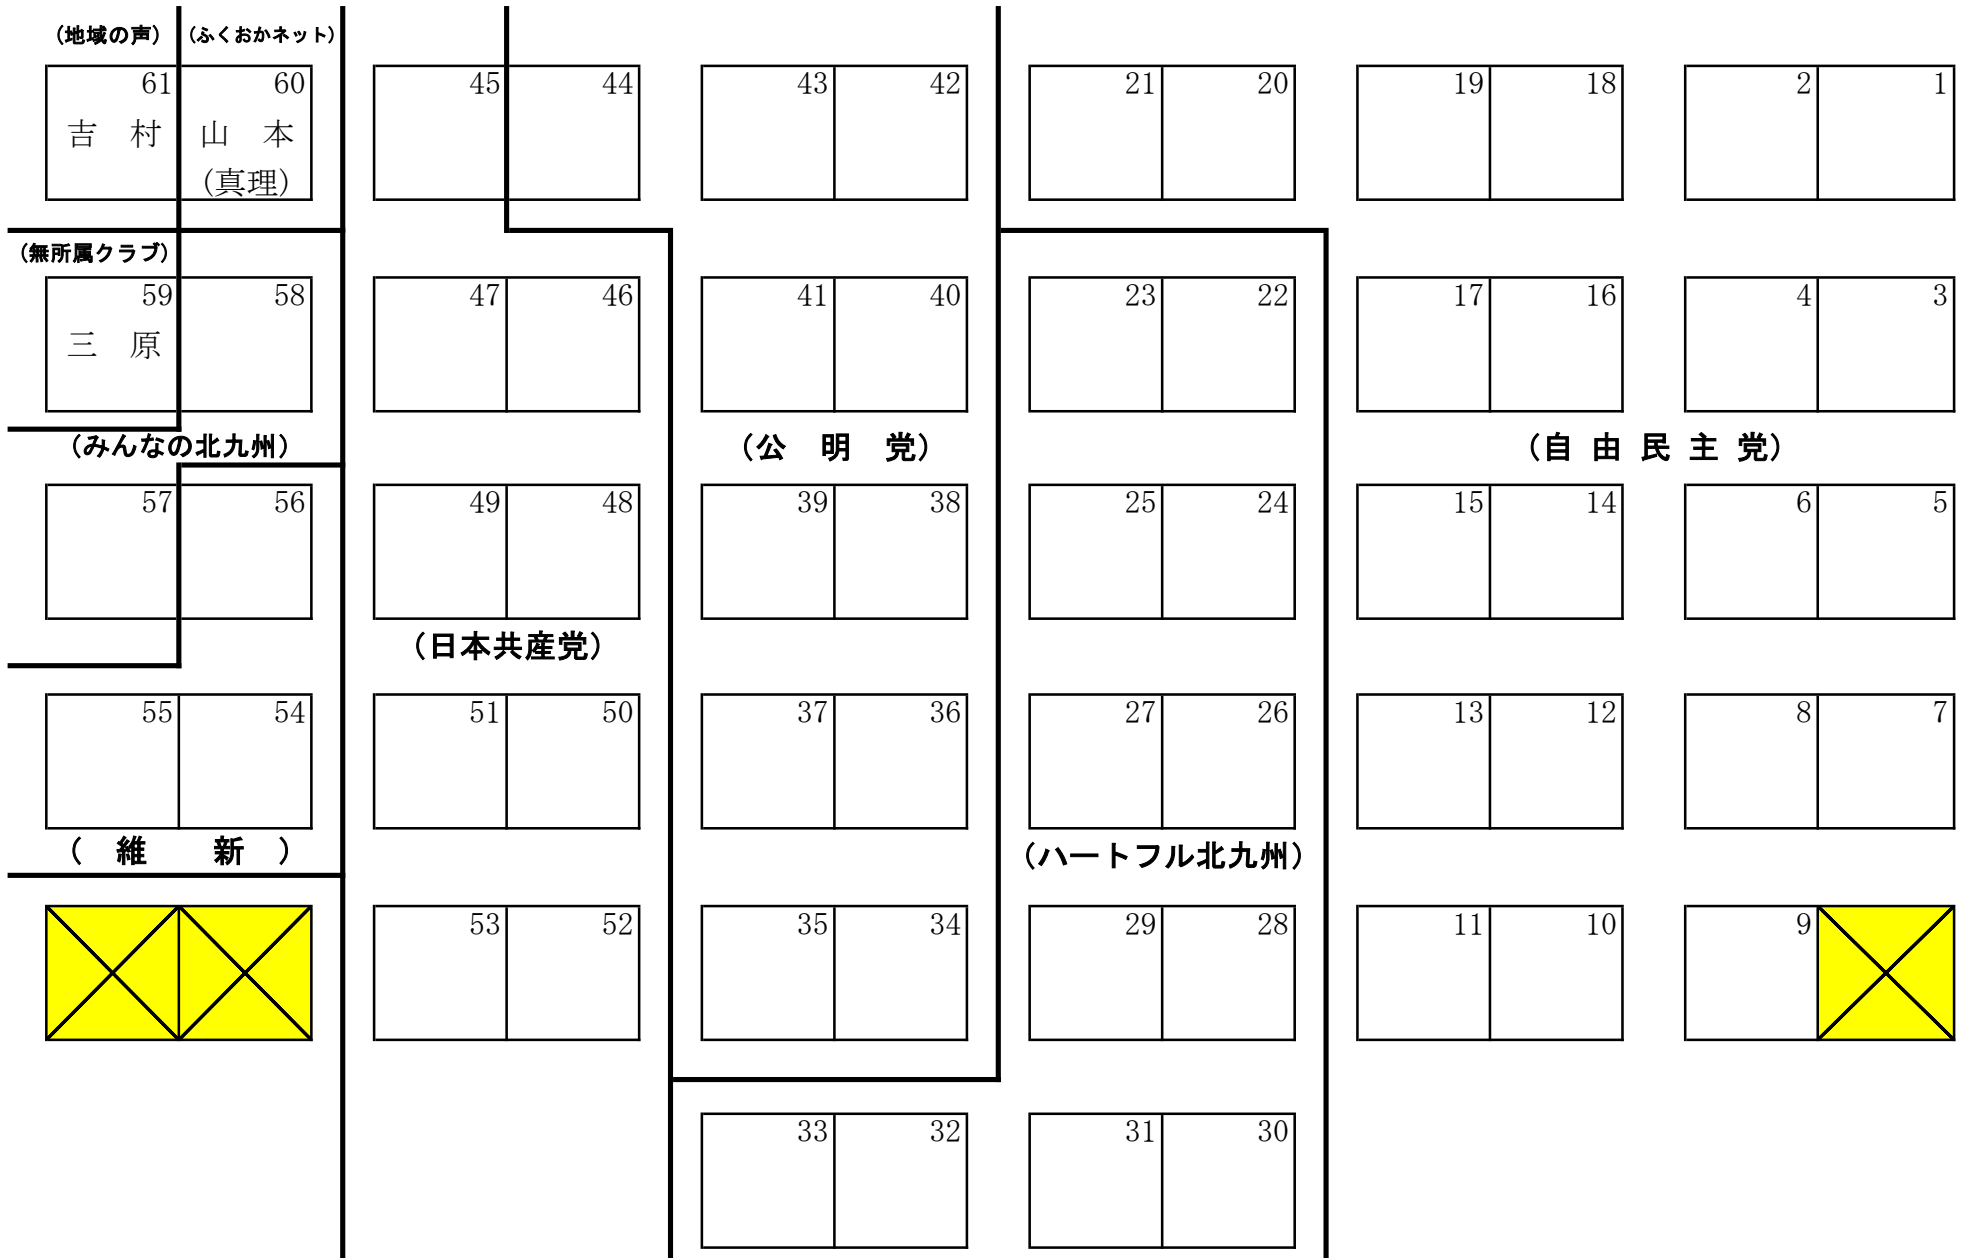 （地域の声） （ふくおかネット）
61 60 45 44 43 42 21 20 19 18 2 1
吉　村 山　本
（真理）
（無所属クラブ）
59 58 47 46 41 40 23 22 17 16 4 3
三　原
（みんなの北九州） （公　明　党） （自 由 民 主 党）
57 56 49 48 39 38 25 24 15 14 6 5
（日本共産党）
55 54 51 50 37 36 27 26 13 12 8 7
（　維　　新　） （ハートフル北九州）
53 52 35 34 29 28 11 10 9
33 32 31 30